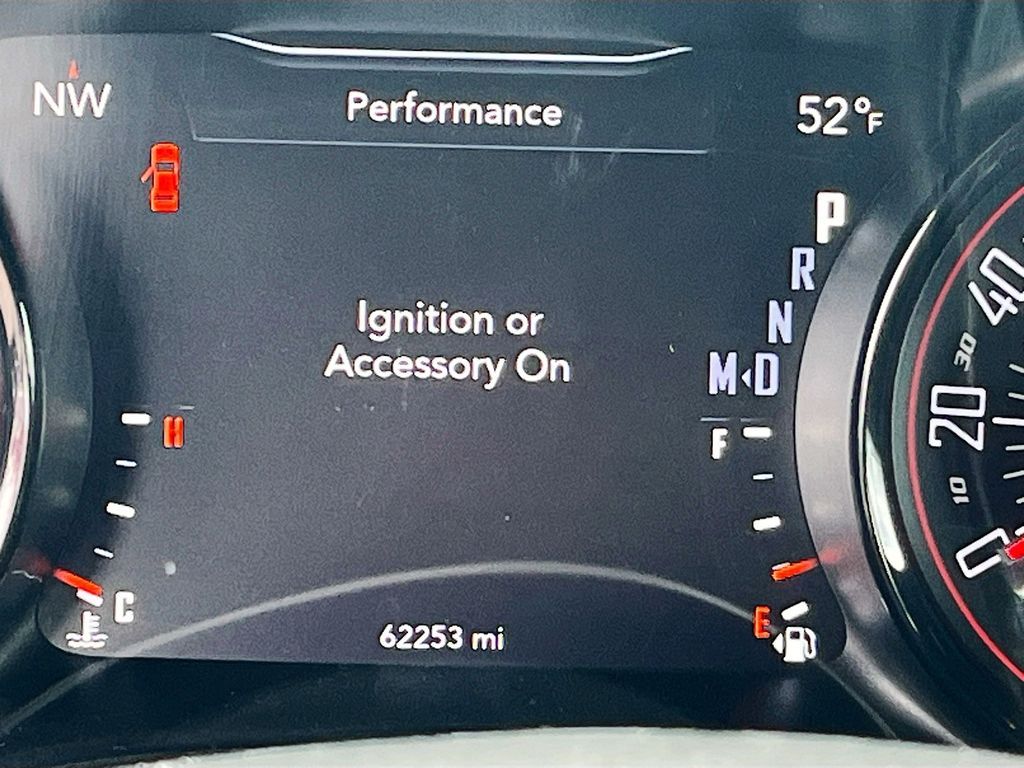 NW
Performance
52°F
P
R
N
M D
Ignition or
Accessory On
H
F
C
E
62253 mi
40
30
20
10
0